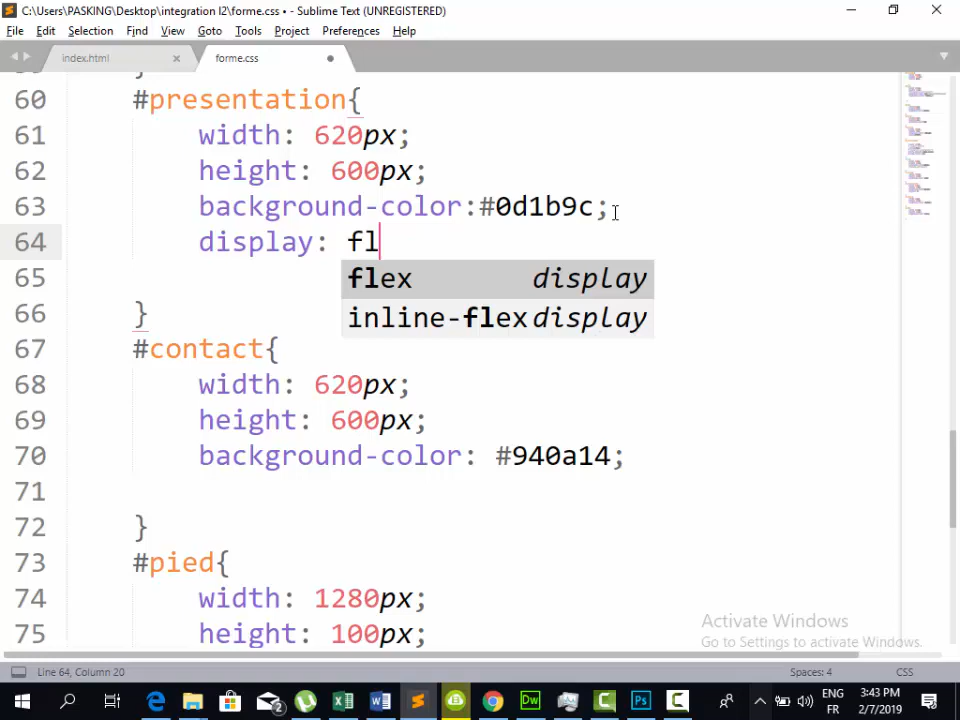 C:\Users\PASKING\Desktop\integration l2\forme.css • - Sublime Text (UNREGISTERED)
File Edit Selection Find View Goto Tools Project Preferences Help
index.html
forme.css
60 #presentation{
61 width: 620px;
62 height: 600px;
63 background-color:#0d1b9c;
64 display: fl
flex display
inline-flex display
65
66 }
67 #contact{
68 width: 620px;
69 height: 600px;
70 background-color: #940a14;
71
72 }
73 #pied{
74 width: 1280px;
75 height: 100px;
Activate Windows
Go to Settings to activate Windows.
Line 64, Column 20 Spaces: 4 CSS
ENG
FR
3:43 PM
2/7/2019